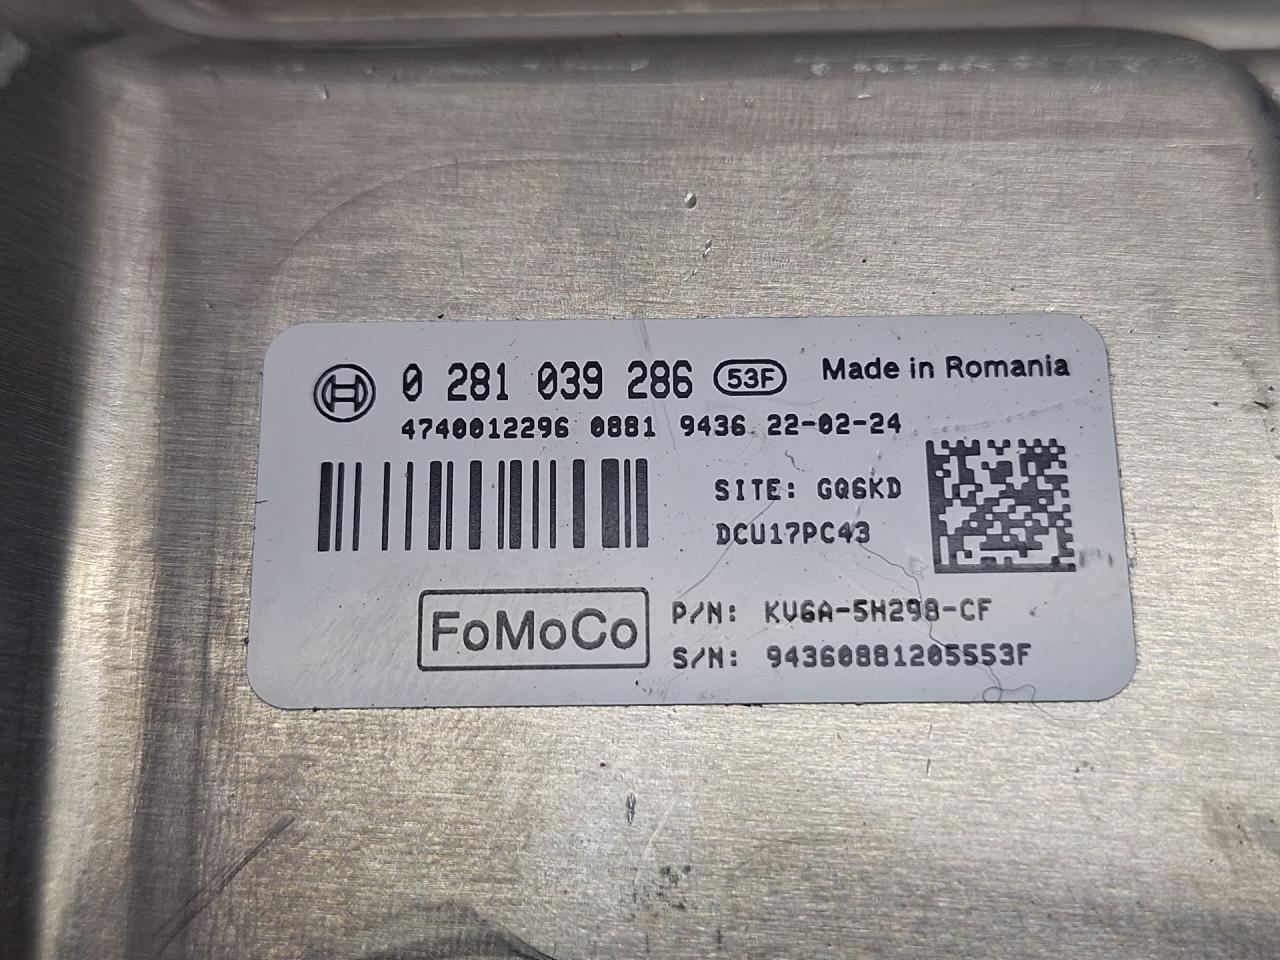 0 281 039 286 53F Made in Romania
4740012296 0881 9436 22-02-24
SITE: GQ6KD
DCU17PC43
FoMoCo
P/N: KV6A-5H298-CF
S/N: 94360881205553F